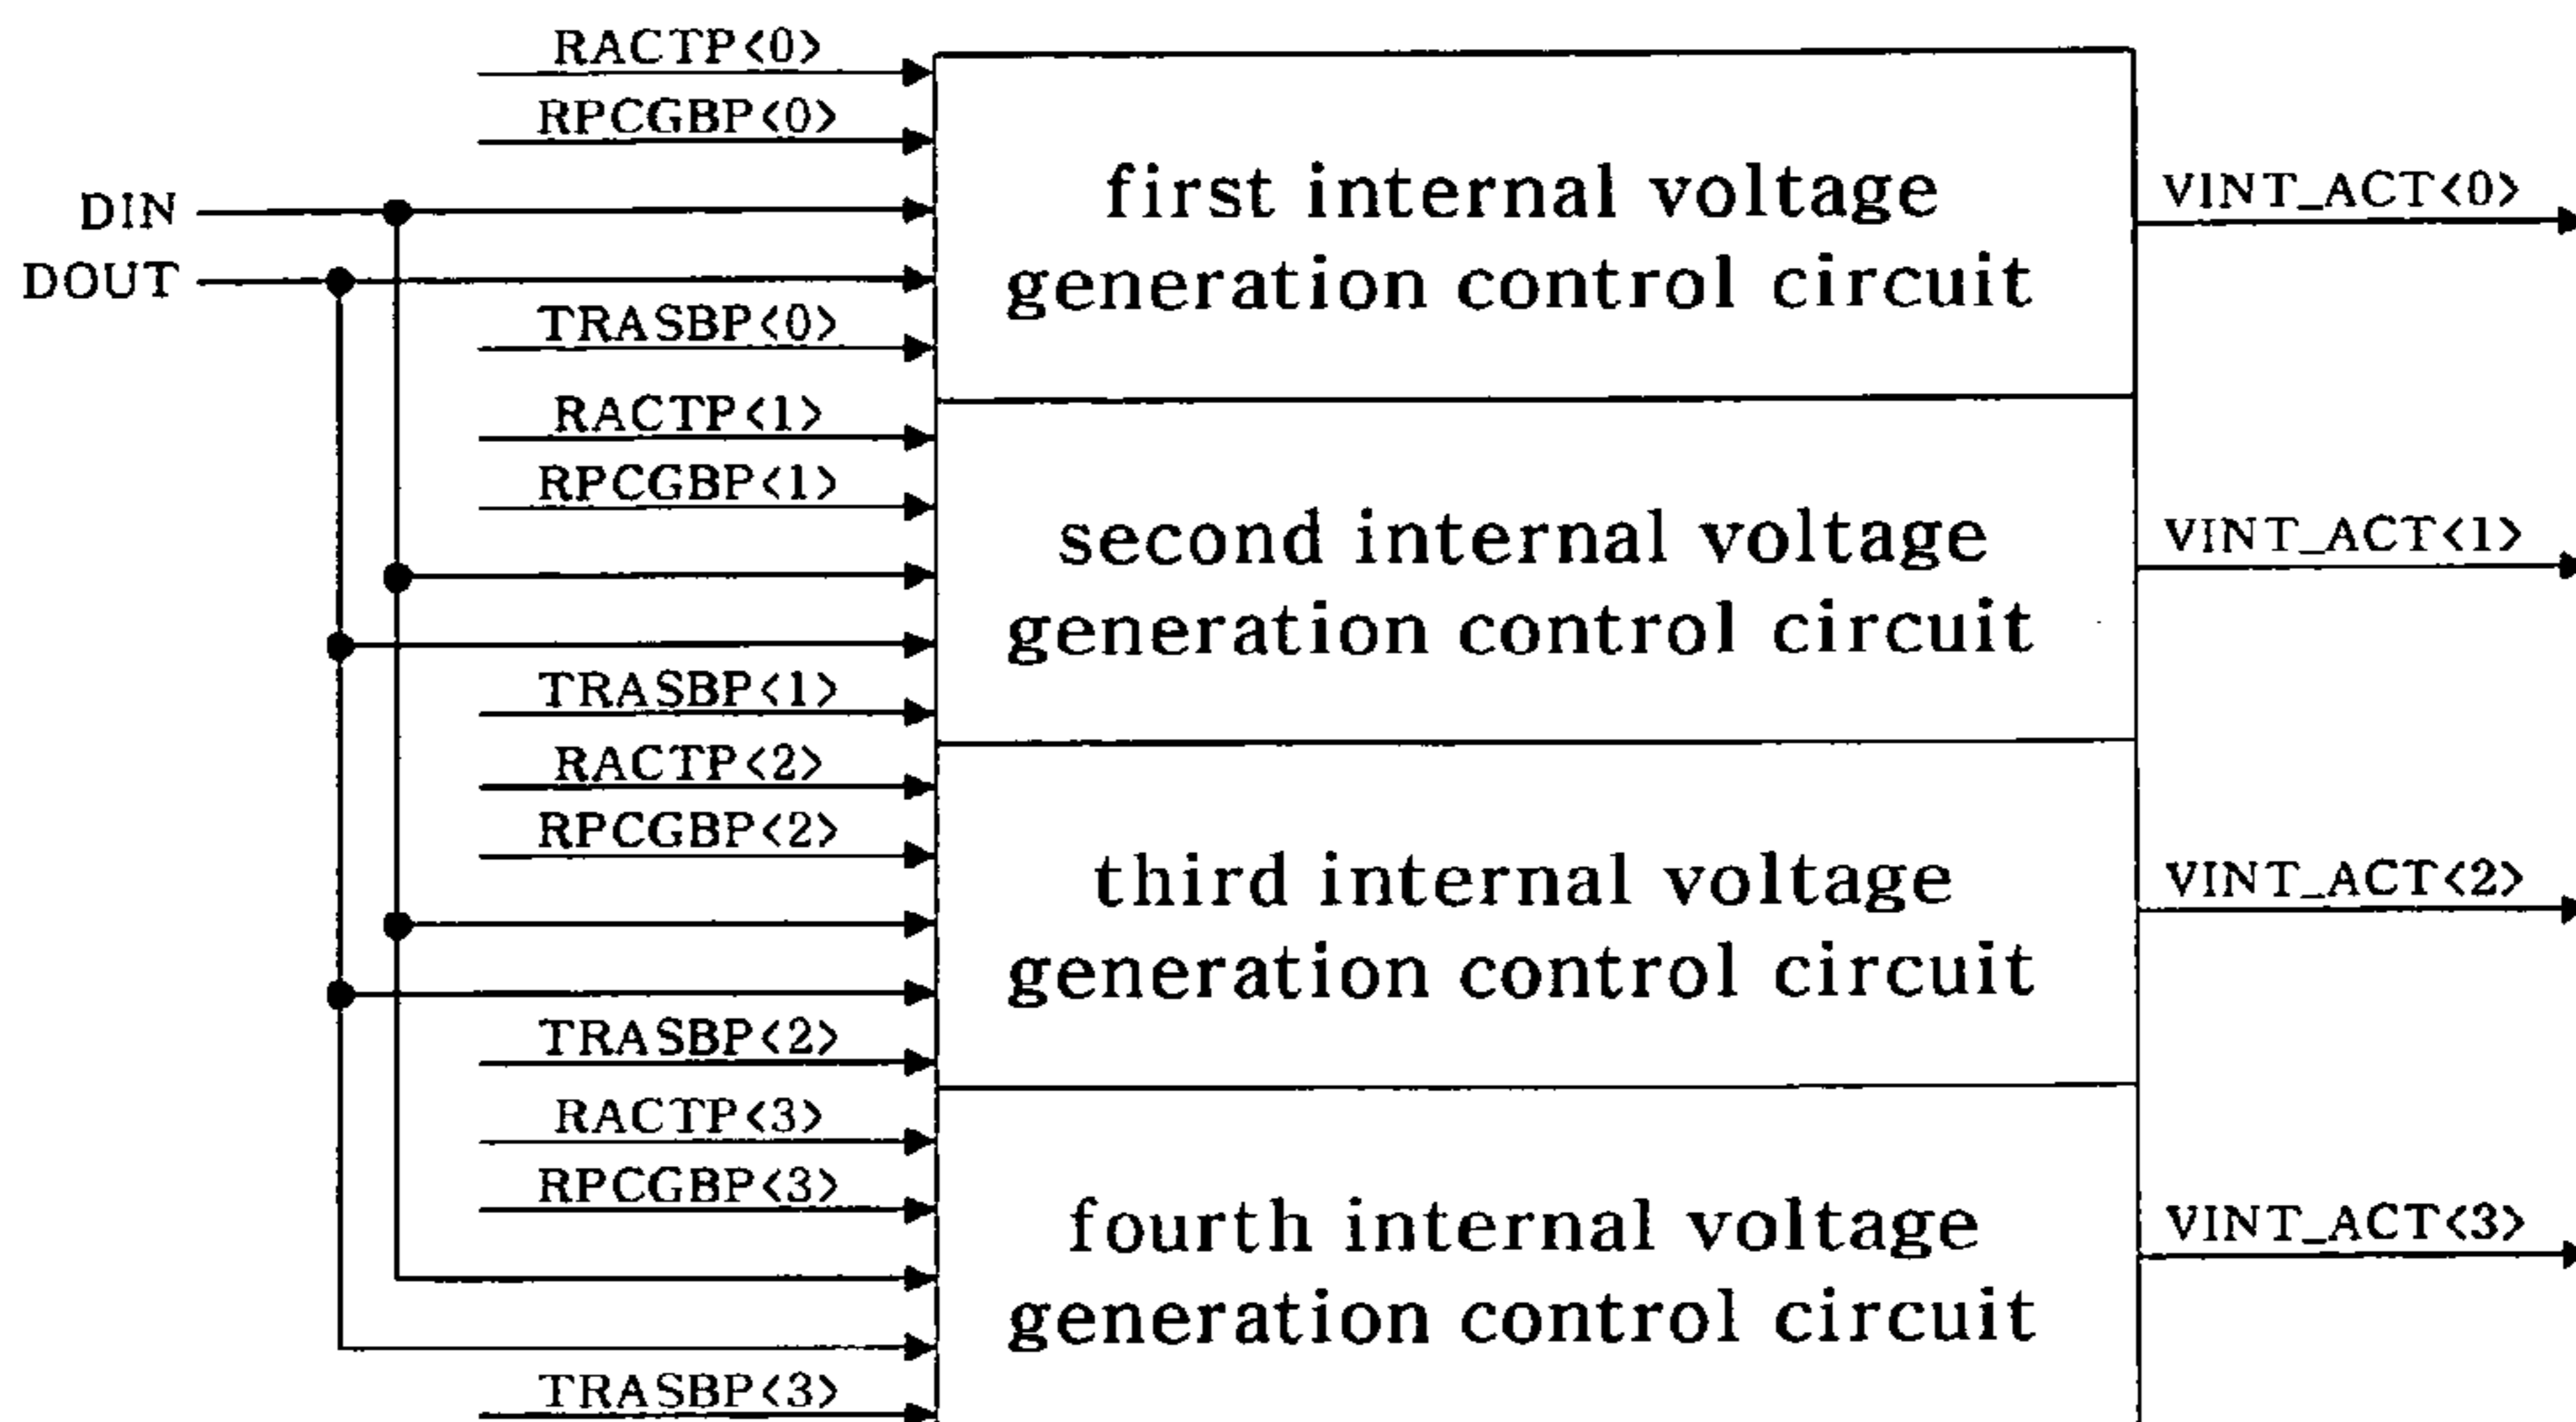 RACTP<0>
RPCGBP<0>
DIN
DOUT
TRASBP<0>
first internal voltage
generation control circuit
VINT_ACT<0>
RACTP<1>
RPCGBP<1>
TRASBP<1>
second internal voltage
generation control circuit
VINT_ACT<1>
RACTP<2>
RPCGBP<2>
TRASBP<2>
third internal voltage
generation control circuit
VINT_ACT<2>
RACTP<3>
RPCGBP<3>
TRASBP<3>
fourth internal voltage
generation control circuit
VINT_ACT<3>